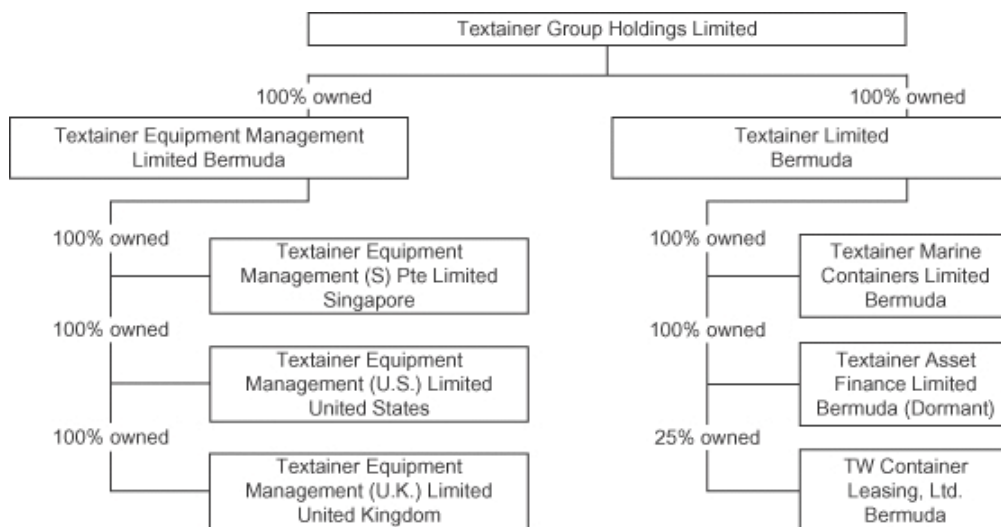 Textainer Group Holdings Limited
100% owned
100% owned
Textainer Equipment Management
Limited Bermuda
Textainer Limited
Bermuda
100% owned
Textainer Equipment
Management (S) Pte Limited
Singapore
100% owned
Textainer Equipment
Management (U.S.) Limited
United States
100% owned
Textainer Equipment
Management (U.K.) Limited
United Kingdom
100% owned
Textainer Marine
Containers Limited
Bermuda
100% owned
Textainer Asset
Finance Limited
Bermuda (Dormant)
25% owned
TW Container
Leasing, Ltd.
Bermuda